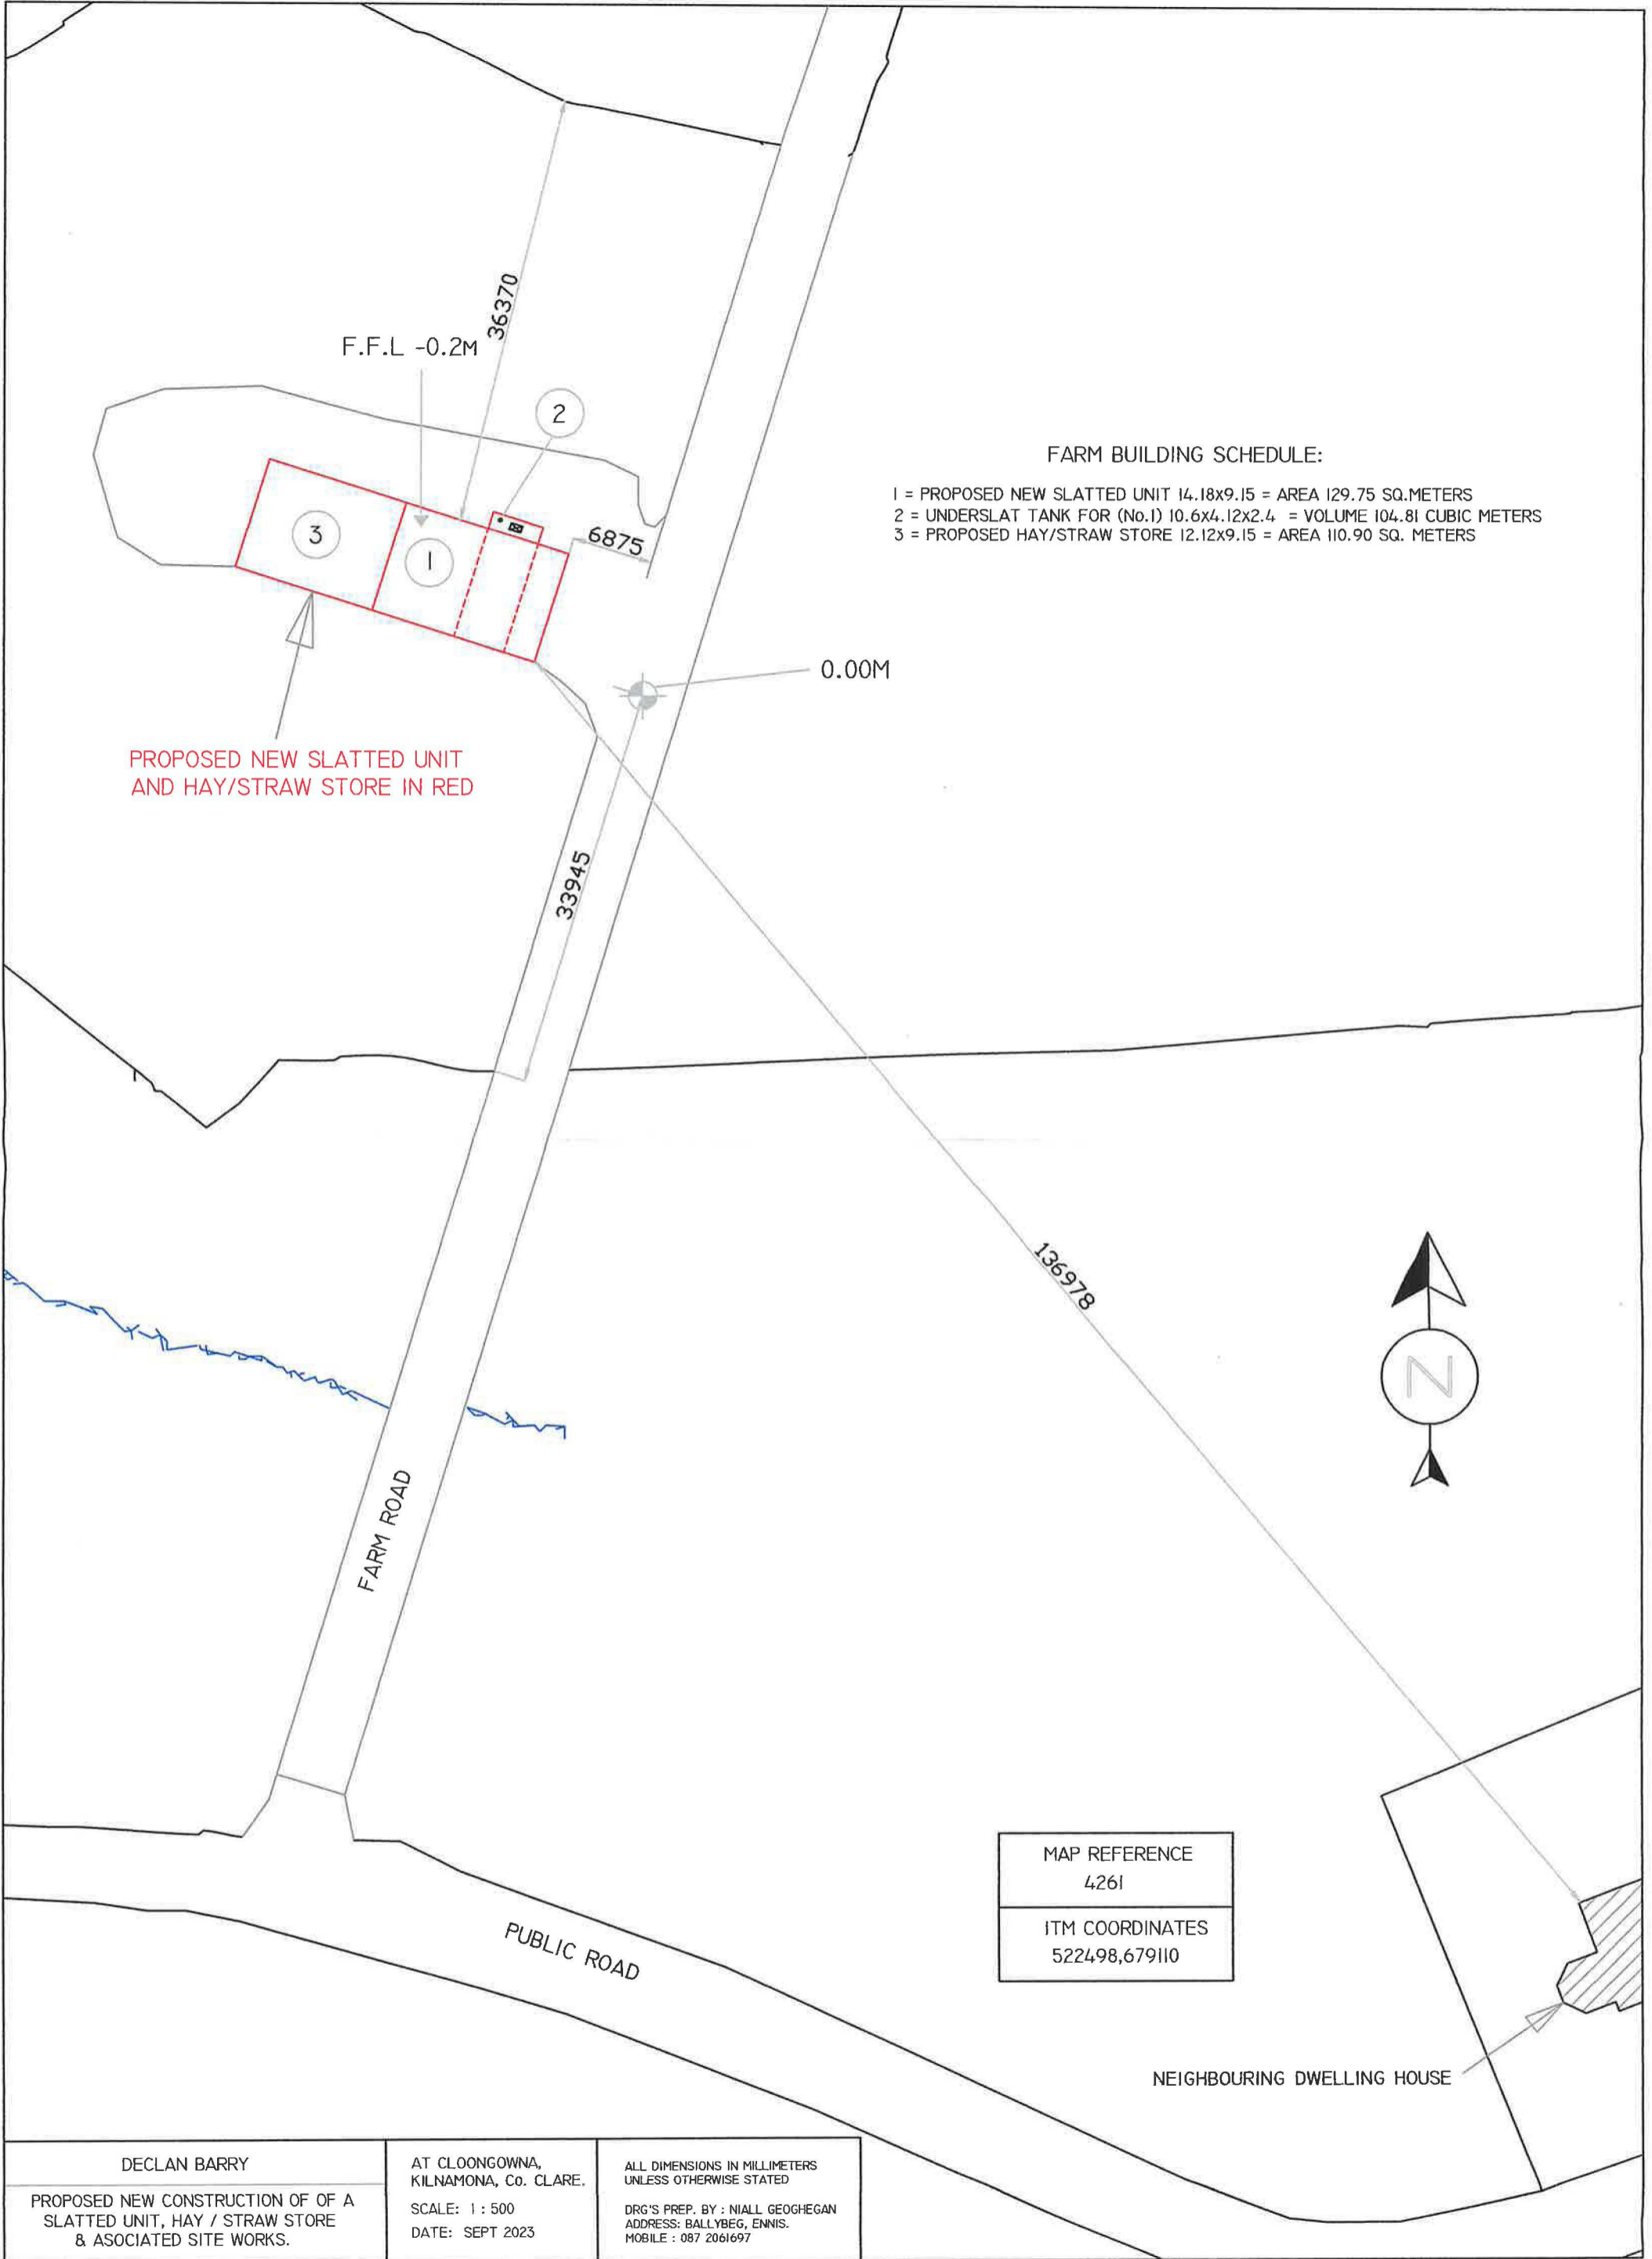 36370
F.F.L -0.2M
2
FARM BUILDING SCHEDULE:
1 = PROPOSED NEW SLATTED UNIT 14.18x9.15 = AREA 129.75 SQ.METERS
2 = UNDERSLAT TANK FOR (No.1) 10.6x4.12x2.4 = VOLUME 104.81 CUBIC METERS
3 = PROPOSED HAY/STRAW STORE 12.12x9.15 = AREA 110.90 SQ. METERS
3
1
6875
0.00M
PROPOSED NEW SLATTED UNIT
AND HAY/STRAW STORE IN RED
33945
136978
N
FARM ROAD
MAP REFERENCE
4261
ITM COORDINATES
522498,679110
PUBLIC ROAD
NEIGHBOURING DWELLING HOUSE
DECLAN BARRY
PROPOSED NEW CONSTRUCTION OF OF A
SLATTED UNIT, HAY / STRAW STORE
& ASOCIATED SITE WORKS.
AT CLOONGOWNA,
KILNAMONA, Co. CLARE.
SCALE: 1 : 500
DATE: SEPT 2023
ALL DIMENSIONS IN MILLIMETERS
UNLESS OTHERWISE STATED
DRG'S PREP. BY : NIALL GEOGHEGAN
ADDRESS: BALLYBEG, ENNIS.
MOBILE : 087 2061697